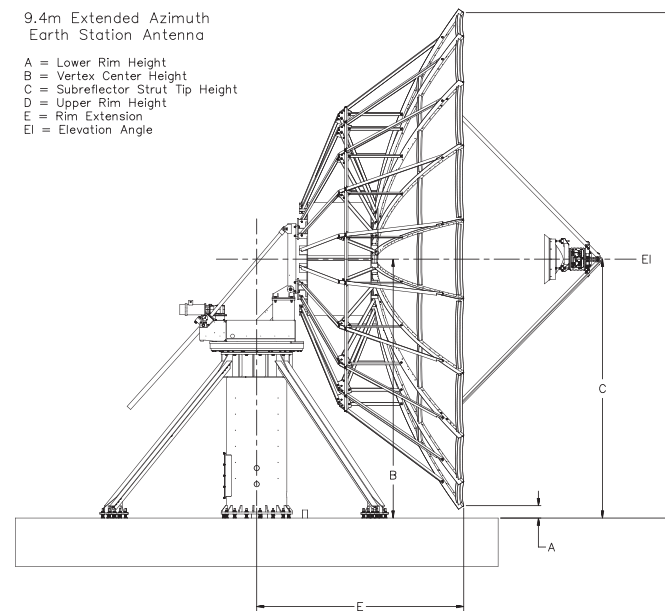 9.4m Extended Azimuth
Earth Station Antenna
A = Lower Rim Height
B = Vertex Center Height
C = Subreflector Strut Tip Height
D = Upper Rim Height
E = Rim Extension
El = Elevation Angle
El
C
B
A
E